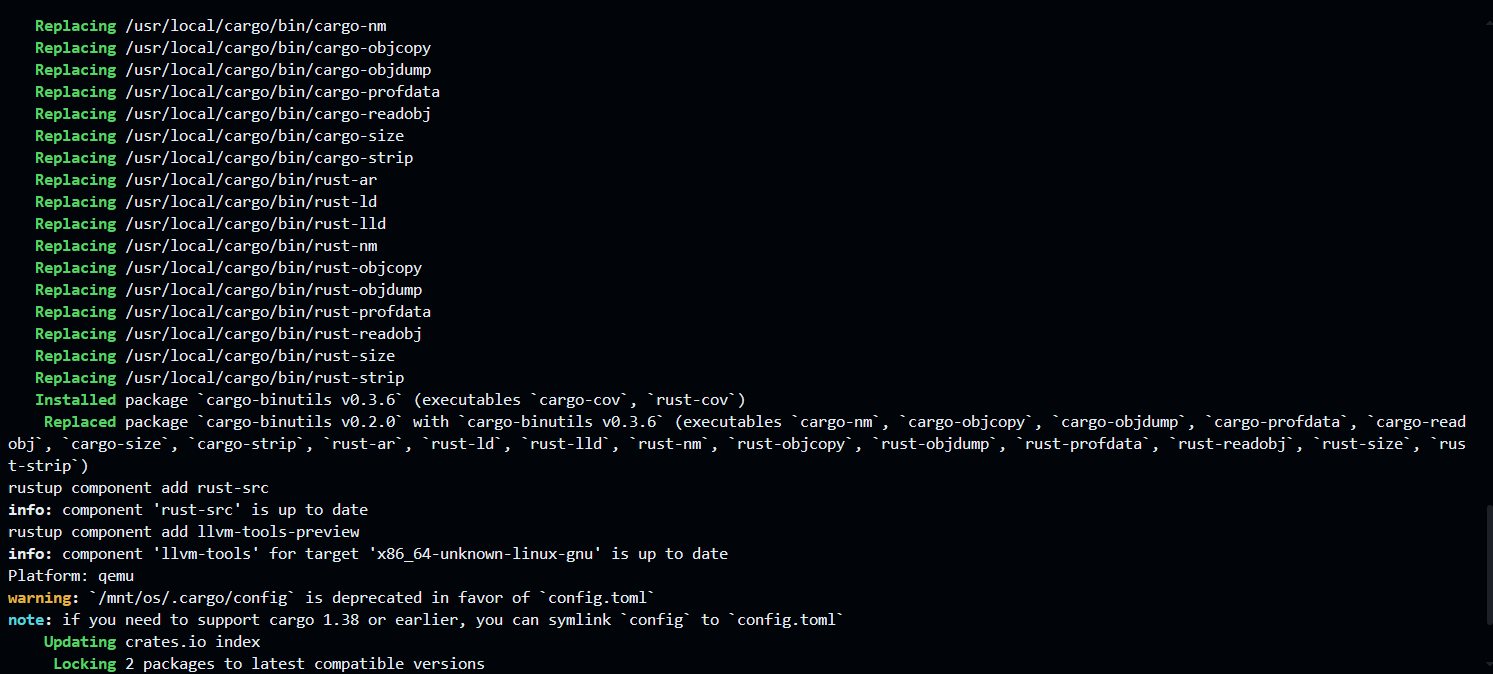 Replacing /usr/local/cargo/bin/cargo-nm
Replacing /usr/local/cargo/bin/cargo-objcopy
Replacing /usr/local/cargo/bin/cargo-objdump
Replacing /usr/local/cargo/bin/cargo-profdata
Replacing /usr/local/cargo/bin/cargo-readobj
Replacing /usr/local/cargo/bin/cargo-size
Replacing /usr/local/cargo/bin/cargo-strip
Replacing /usr/local/cargo/bin/rust-ar
Replacing /usr/local/cargo/bin/rust-ld
Replacing /usr/local/cargo/bin/rust-lld
Replacing /usr/local/cargo/bin/rust-nm
Replacing /usr/local/cargo/bin/rust-objcopy
Replacing /usr/local/cargo/bin/rust-objdump
Replacing /usr/local/cargo/bin/rust-profdata
Replacing /usr/local/cargo/bin/rust-readobj
Replacing /usr/local/cargo/bin/rust-size
Replacing /usr/local/cargo/bin/rust-strip
Installed package `cargo-binutils v0.3.6` (executables `cargo-cov`, `rust-cov`)
Replaced package `cargo-binutils v0.2.0` with `cargo-binutils v0.3.6` (executables `cargo-nm`, `cargo-objcopy`, `cargo-objdump`, `cargo-profdata`, `cargo-read
obj`, `cargo-size`, `cargo-strip`, `rust-ar`, `rust-ld`, `rust-lld`, `rust-nm`, `rust-objcopy`, `rust-objdump`, `rust-profdata`, `rust-readobj`, `rust-size`, `rus
t-strip`)
rustup component add rust-src
info: component 'rust-src' is up to date
rustup component add llvm-tools-preview
info: component 'llvm-tools' for target 'x86_64-unknown-linux-gnu' is up to date
Platform: qemu
warning: `/mnt/os/.cargo/config` is deprecated in favor of `config.toml`
note: if you need to support cargo 1.38 or earlier, you can symlink `config` to `config.toml`
Updating crates.io index
Locking 2 packages to latest compatible versions